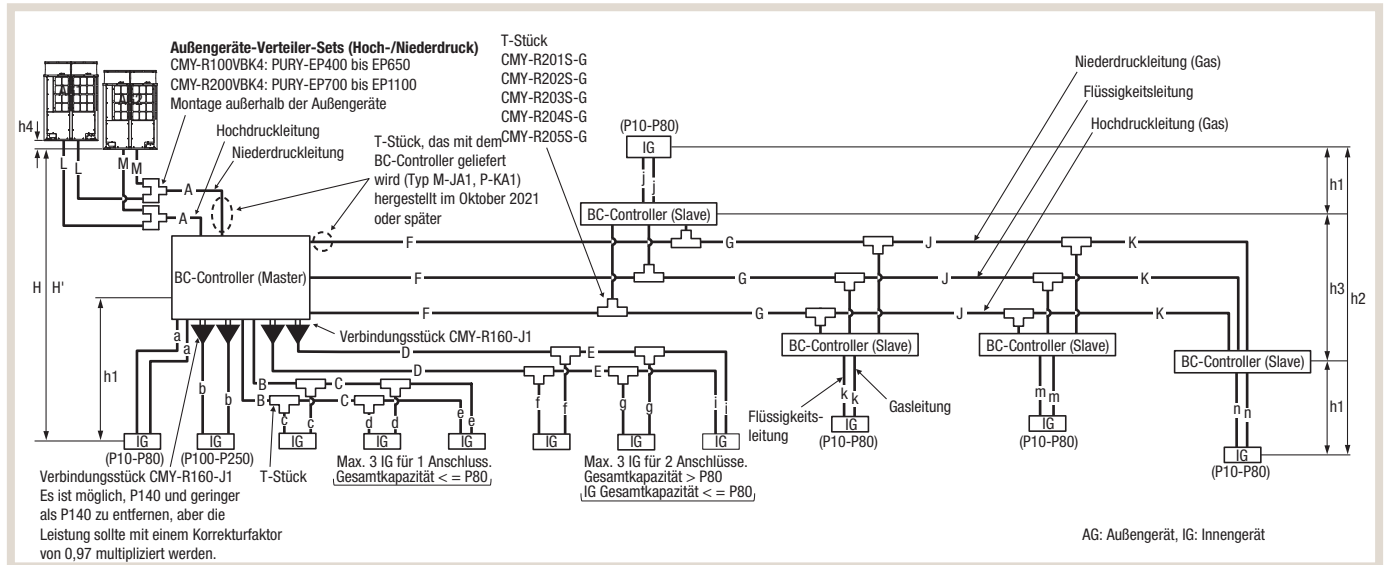 Außengeräte-Verteiler-Sets (Hoch-/Niederdruck)
CMY-R100VBK4: PURY-EP400 bis EP650
CMY-R200VBK4: PURY-EP700 bis EP1100
Montage außerhalb der Außengeräte
T-Stück
CMY-R201S-G
CMY-R202S-G
CMY-R203S-G
CMY-R204S-G
CMY-R205S-G
Niederdruckleitung (Gas)
Flüssigkeitsleitung
Hochdruckleitung (Gas)
Hochdruckleitung
Niederdruckleitung
T-Stück, das mit dem
BC-Controller geliefert
wird (Typ M-JA1, P-KA1)
hergestellt im Oktober 2021
oder später
(P10-P80)
IG
j j
BC-Controller (Slave)
h4
L L M M
A
A
H H'
h1
BC-Controller (Master)
F G J K
F G J K
F G J K
h1
h3
h2
h1
Verbindungsstück CMY-R160-J1
BC-Controller (Slave)
BC-Controller (Slave)
BC-Controller (Slave)
a a
b b
D E
D E
B C
B C
c c d d e e
f f g g i i
k k
m m
n n
Flüssigkeits-
leitung
Gasleitung
IG IG IG IG IG IG IG IG IG IG IG
(P10-P80)
(P100-P250)
(P10-P80)
(P10-P80)
(P10-P80)
T-Stück
Max. 3 IG für 1 Anschluss.
Gesamtkapazität < = P80
Max. 3 IG für 2 Anschlüsse.
Gesamtkapazität > P80
IG Gesamtkapazität < = P80
Verbindungsstück CMY-R160-J1
Es ist möglich, P140 und geringer
als P140 zu entfernen, aber die
Leistung sollte mit einem Korrekturfaktor
von 0,97 multipliziert werden.
AG: Außengerät, IG: Innengerät